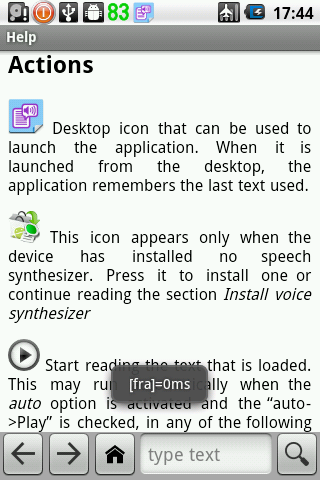 83
17:44
Help
Actions
Desktop icon that can be used to
launch the application. When it is
launched from the desktop, the
application remembers the last text used.
This icon appears only when the
device has installed no speech
synthesizer. Press it to install one or
continue reading the section Install voice
synthesizer
Start reading the text that is loaded.
This may run when the
[fra]=0ms
auto option is activated and the “auto-
>Play” is checked, in any of the following
type text